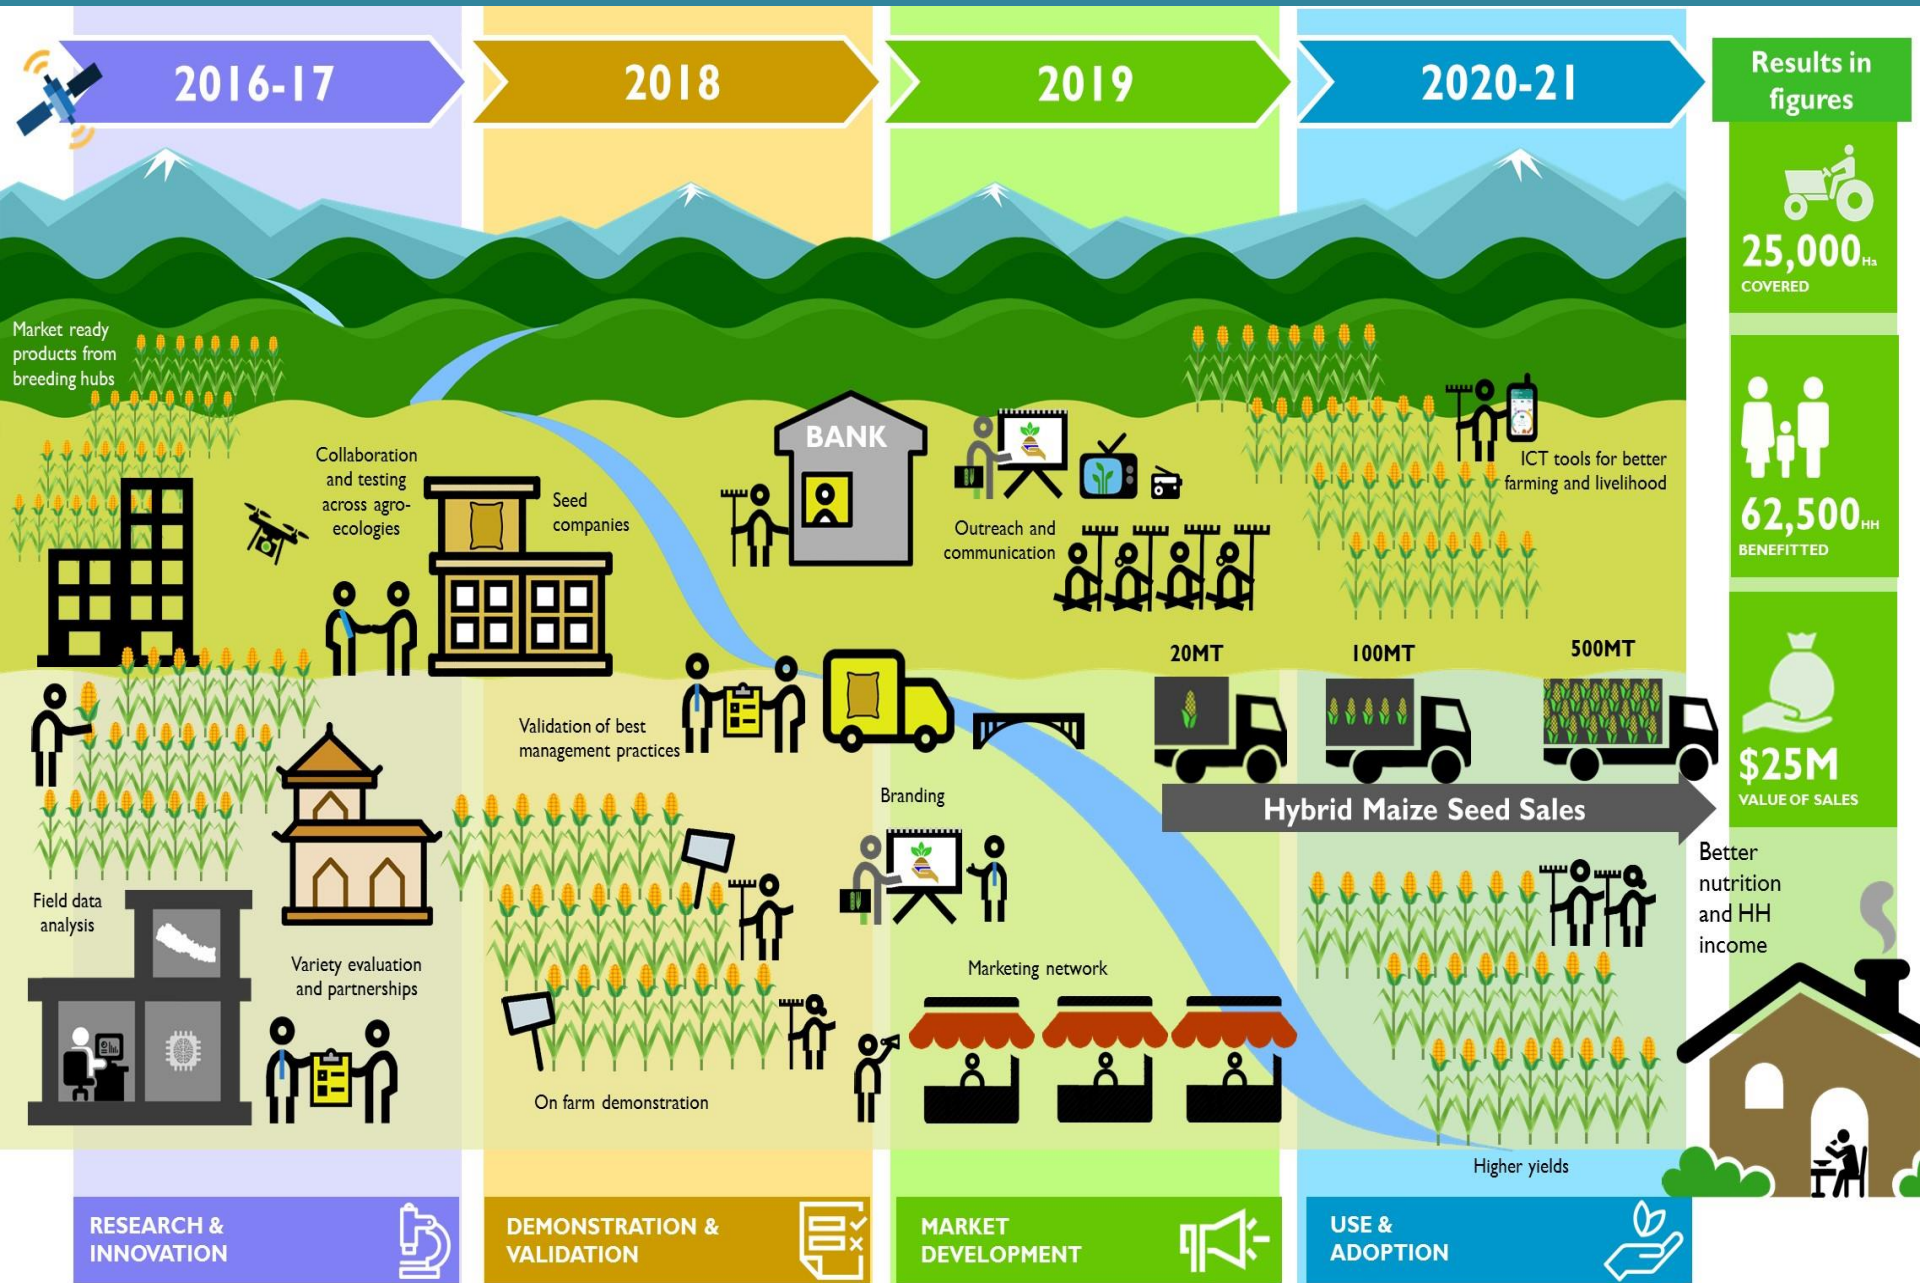 2016-17
2018
2019
2020-21
Results in
figures
25,000 Ha
COVERED
62,500 HH
BENEFITTED
$25M
VALUE OF SALES
Market ready
products from
breeding hubs
Collaboration
and testing
across agro-
ecologies
Seed
companies
BANK
Outreach and
communication
ICT tools for better
farming and livelihood
20MT
100MT
500MT
Hybrid Maize Seed Sales
Validation of best
management practices
Branding
Better
nutrition
and HH
income
Field data
analysis
Variety evaluation
and partnerships
Marketing network
On farm demonstration
Higher yields
RESEARCH &
INNOVATION
DEMONSTRATION &
VALIDATION
MARKET
DEVELOPMENT
USE &
ADOPTION